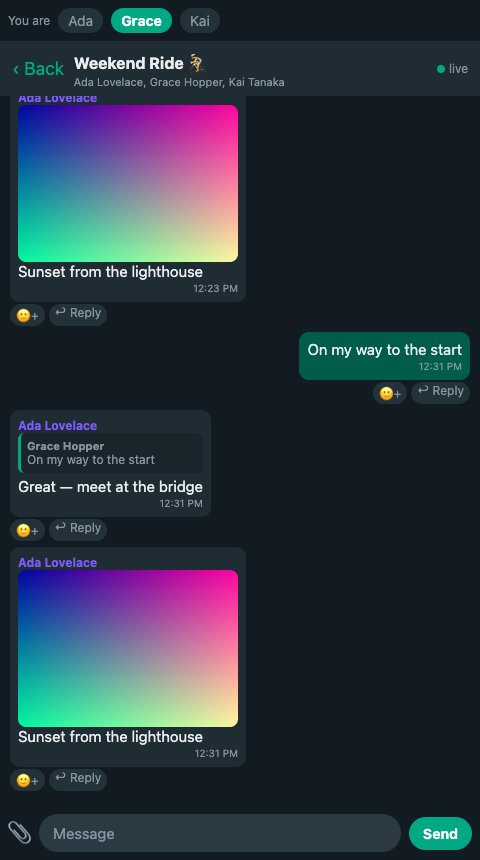 You are Ada Grace Kai
‹ Back
Weekend Ride 🚴
Ada Lovelace, Grace Hopper, Kai Tanaka
live
Ada Lovelace
Sunset from the lighthouse
12:23 PM
🙂+ ↩ Reply
On my way to the start
12:31 PM
🙂+ ↩ Reply
Ada Lovelace
Grace Hopper
On my way to the start
Great — meet at the bridge
12:31 PM
🙂+ ↩ Reply
Ada Lovelace
Sunset from the lighthouse
12:31 PM
🙂+ ↩ Reply
Message
Send